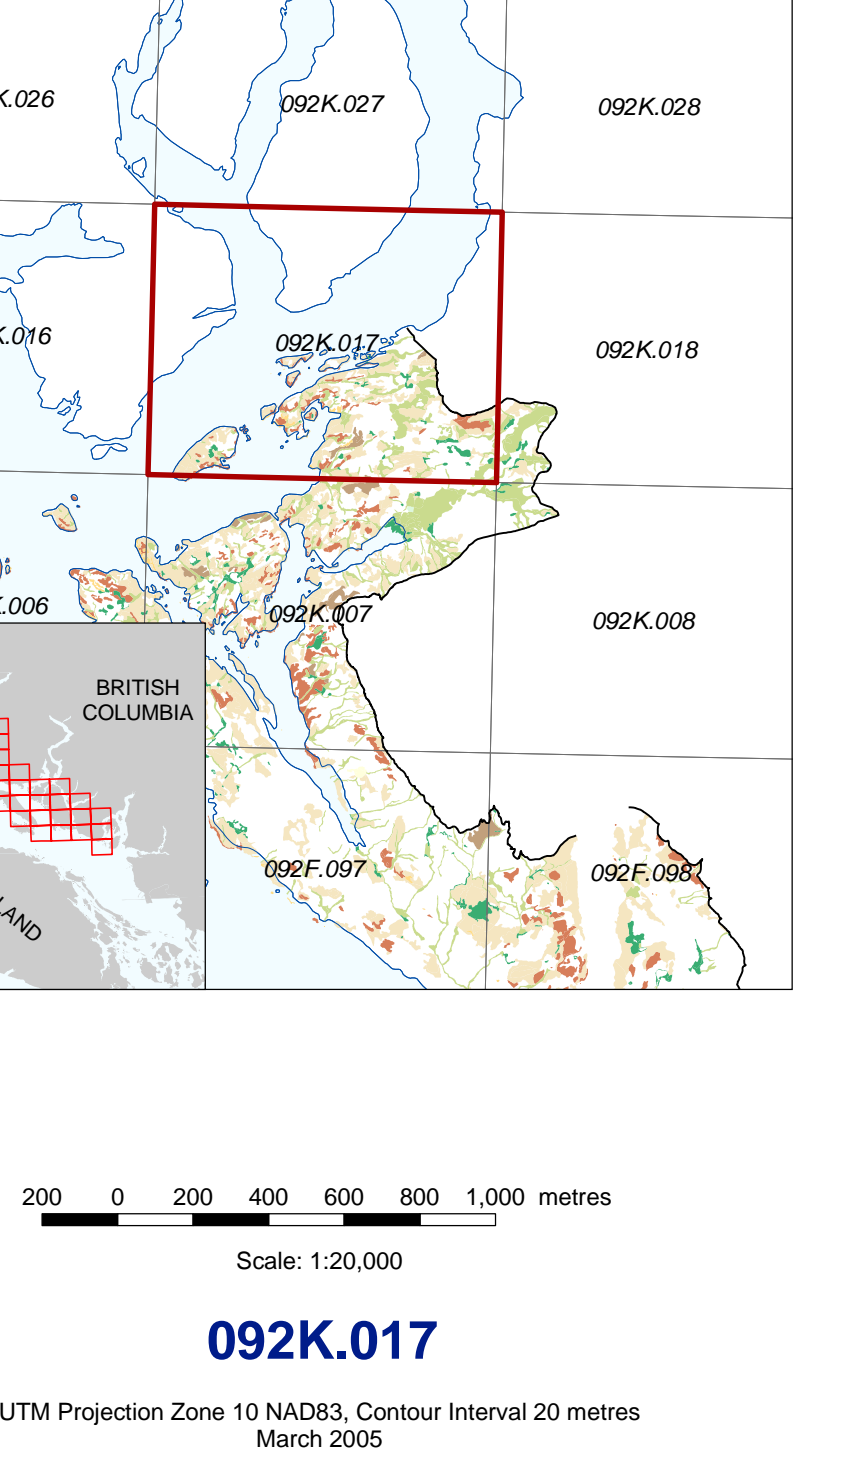 K.026
092K.027
092K.028
K.016
092K.017
092K.018
.006
092K.007
092K.008
BRITISH
COLUMBIA
092F.097
092F.098
LAND
200 0 200 400 600 800 1,000 metres
Scale: 1:20,000
092K.017
UTM Projection Zone 10 NAD83, Contour Interval 20 metres
March 2005